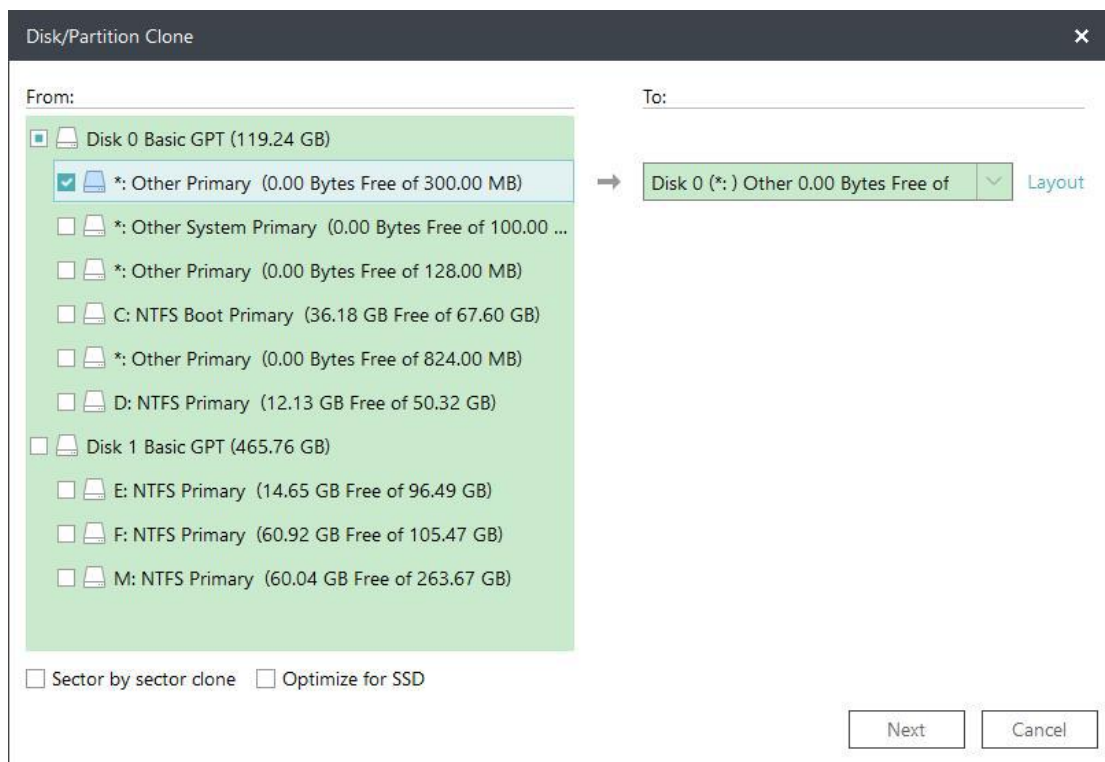 Disk/Partition Clone
From:
To:
Disk 0 Basic GPT (119.24 GB)
*: Other Primary (0.00 Bytes Free of 300.00 MB)
Disk 0 (*: ) Other 0.00 Bytes Free of
Layout
*: Other System Primary (0.00 Bytes Free of 100.00 ...
*: Other Primary (0.00 Bytes Free of 128.00 MB)
C: NTFS Boot Primary (36.18 GB Free of 67.60 GB)
*: Other Primary (0.00 Bytes Free of 824.00 MB)
D: NTFS Primary (12.13 GB Free of 50.32 GB)
Disk 1 Basic GPT (465.76 GB)
E: NTFS Primary (14.65 GB Free of 96.49 GB)
F: NTFS Primary (60.92 GB Free of 105.47 GB)
M: NTFS Primary (60.04 GB Free of 263.67 GB)
Sector by sector clone
Optimize for SSD
Next
Cancel